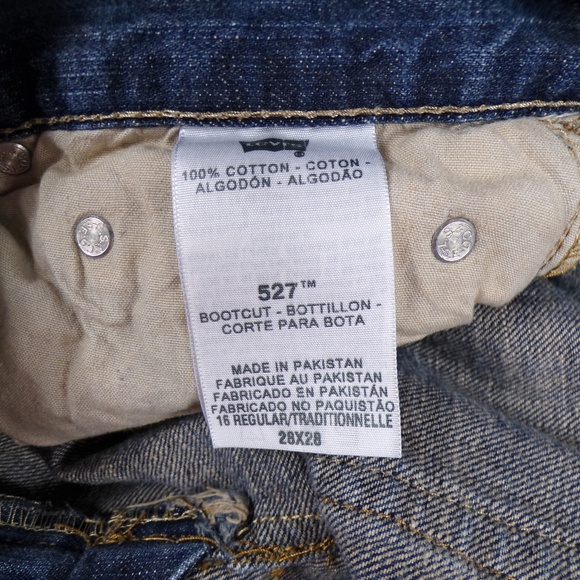 Levi's ®
100% COTTON - COTON -
ALGODÓN - ALGODÃO
527™
BOOTCUT - BOTTILLON -
CORTE PARA BOTA
MADE IN PAKISTAN
FABRIQUE AU PAKISTAN
FABRICADO EN PAKISTÁN
FABRICADO NO PAQUISTÃO
16 REGULAR/TRADITIONNELLE
28X28